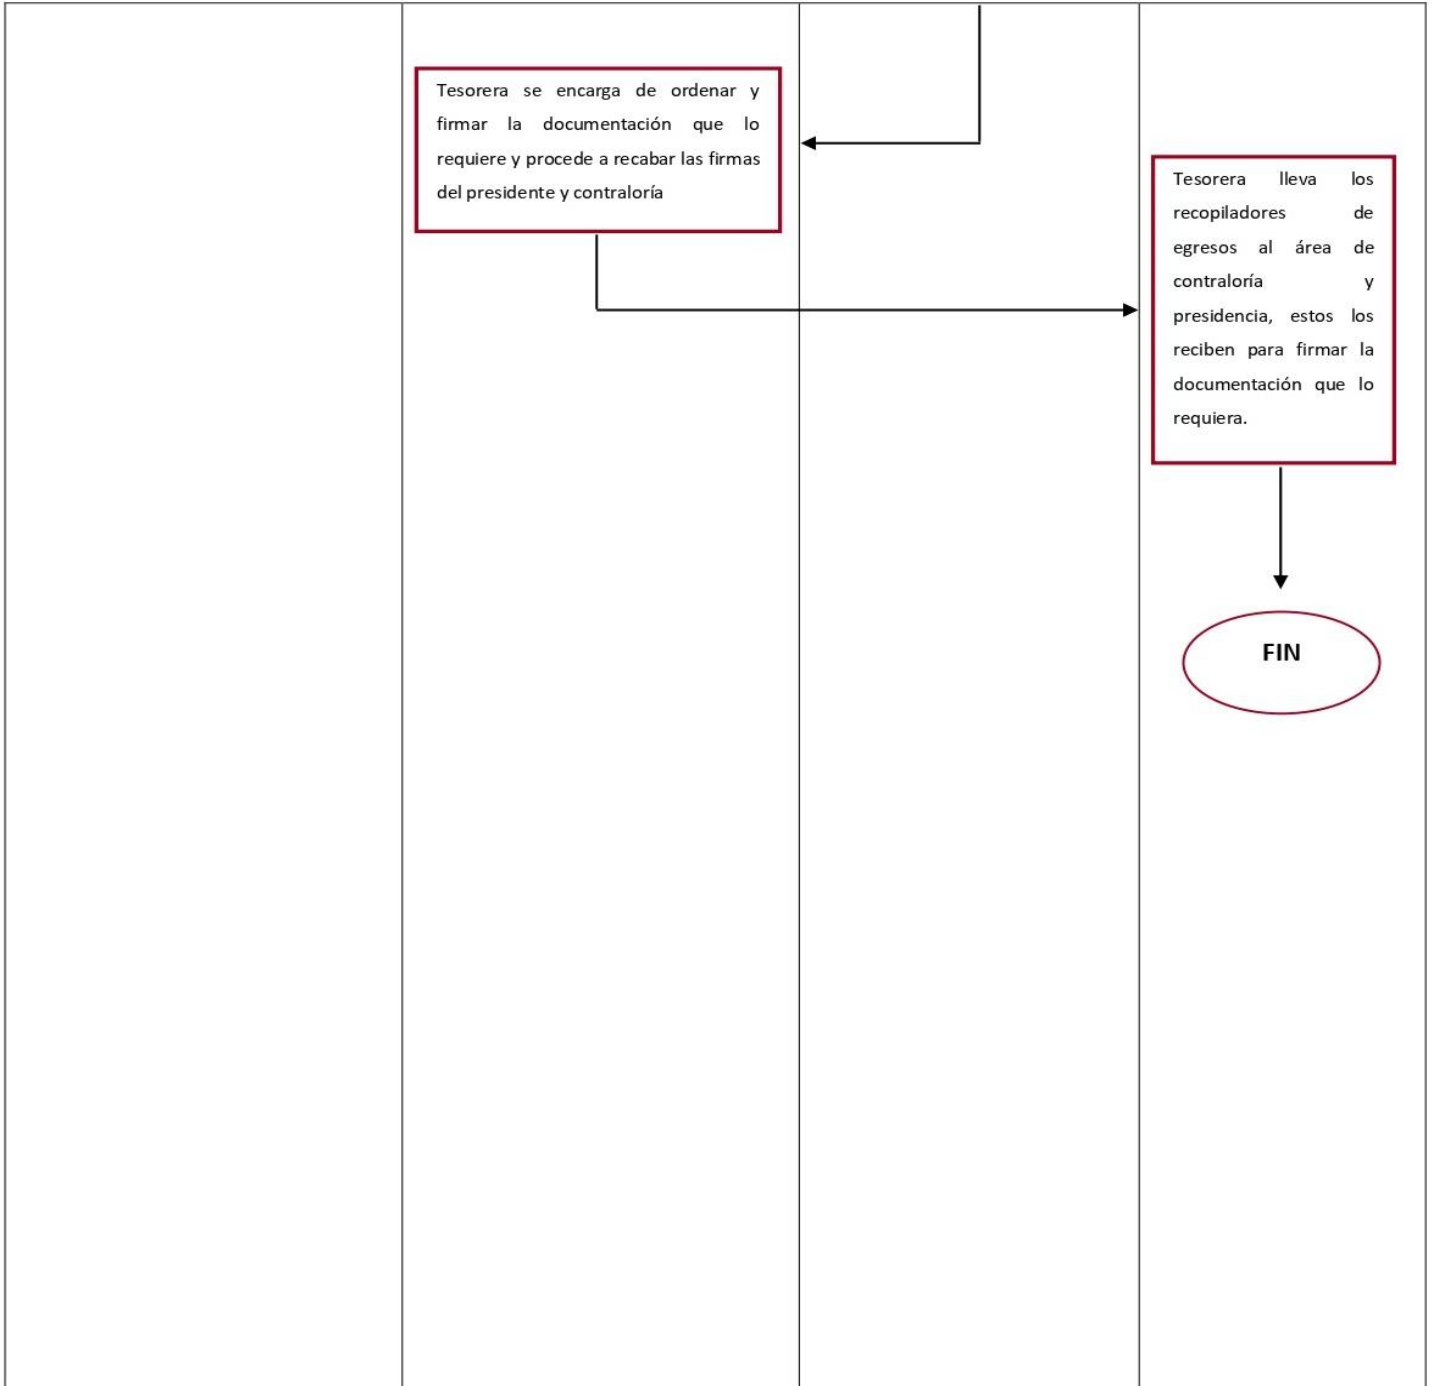 Tesorera se encarga de ordenar y
firmar la documentación que lo
requiere y procede a recabar las firmas
del presidente y contraloría
Tesorera lleva los
recopiladores de
egresos al área de
contraloría y
presidencia, estos los
reciben para firmar la
documentación que lo
requiera.
FIN